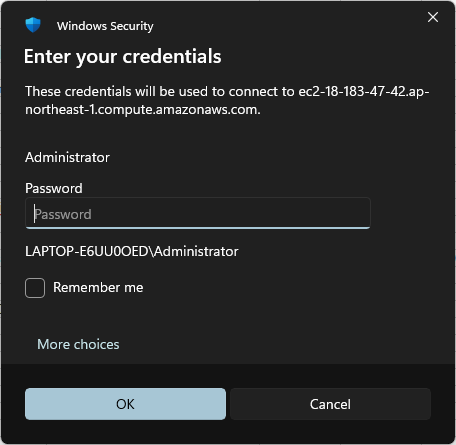 Windows Security
Enter your credentials
These credentials will be used to connect to ec2-18-183-47-42.ap-
northeast-1.compute.amazonaws.com.
Administrator
Password
Password
LAPTOP-E6UU0OED\Administrator
Remember me
More choices
OK
Cancel